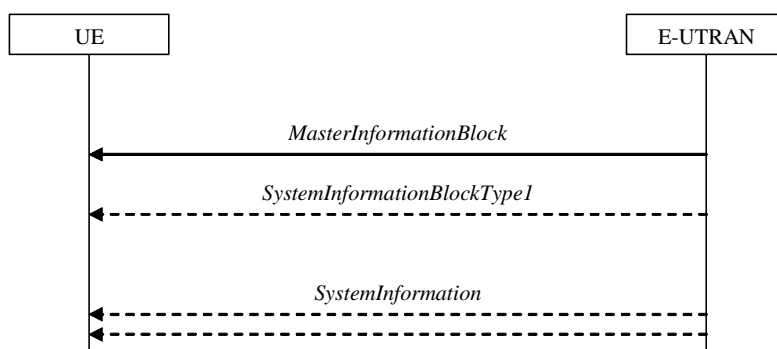 UE
E-UTRAN
MasterInformationBlock
SystemInformationBlockType1
SystemInformation